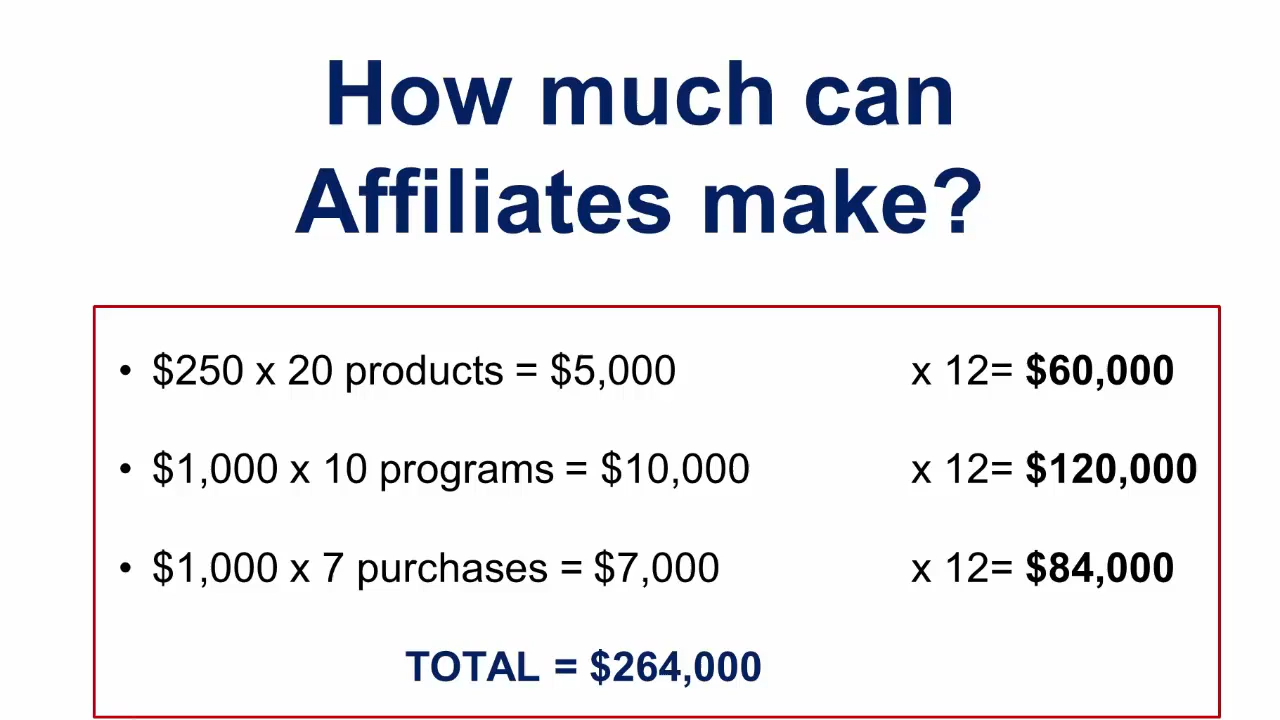 How much can
Affiliates make?
• $250 x 20 products = $5,000 x 12= $60,000
• $1,000 x 10 programs = $10,000 x 12= $120,000
• $1,000 x 7 purchases = $7,000 x 12= $84,000
TOTAL = $264,000